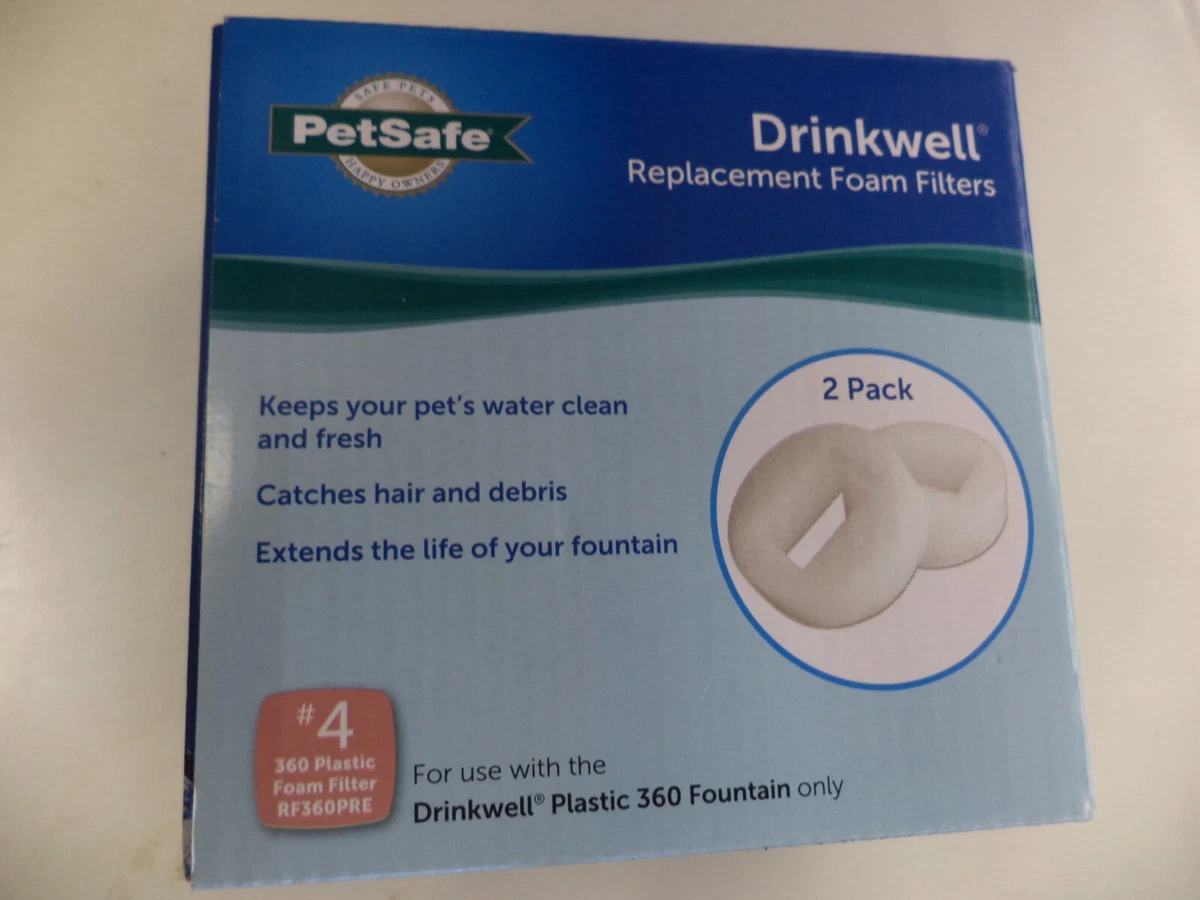 SAFE PETS
PetSafe®
HAPPY OWNERS
Drinkwell®
Replacement Foam Filters
Keeps your pet's water clean
and fresh
Catches hair and debris
Extends the life of your fountain
2 Pack
#4
360 Plastic
Foam Filter
RF360PRE
For use with the
Drinkwell® Plastic 360 Fountain only